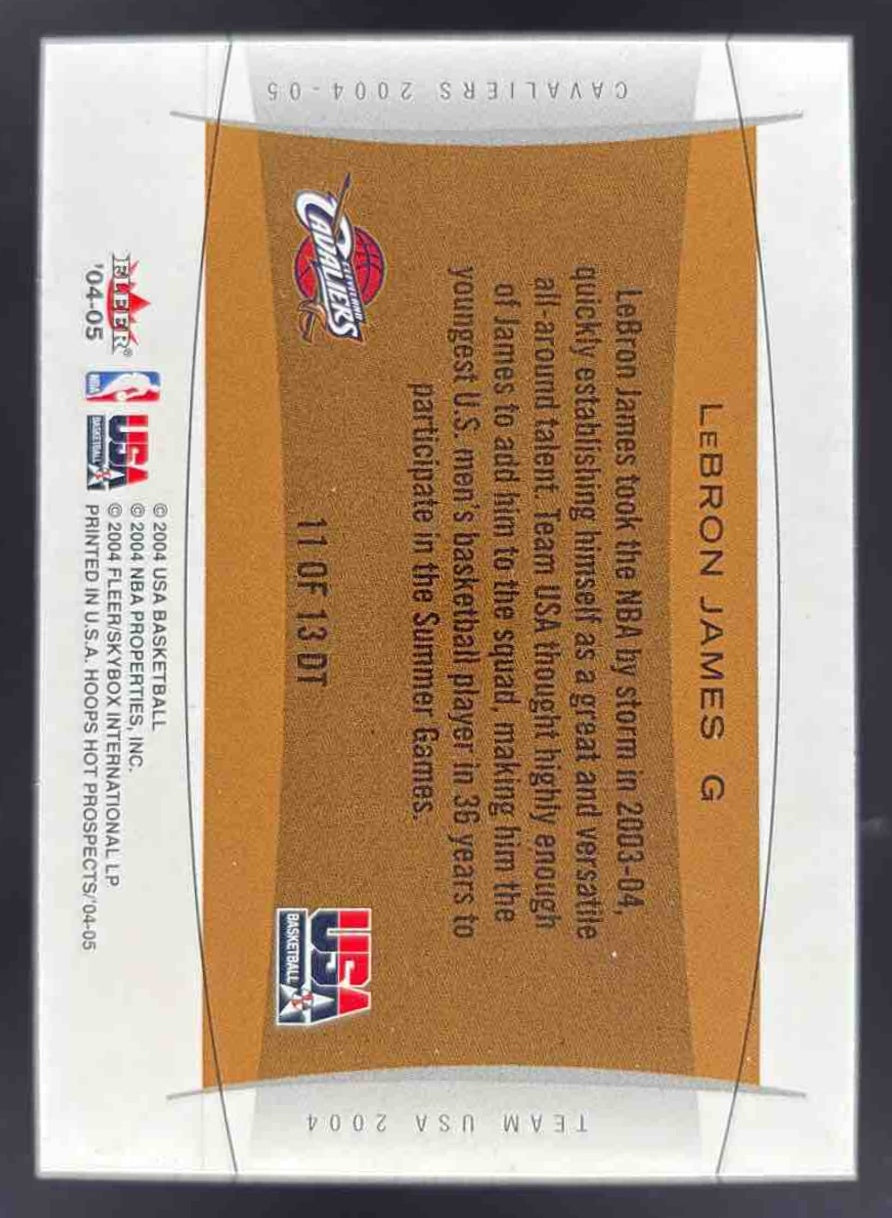 CAVALIERS 2004-05
LEBRON JAMES G
LeBron James took the NBA by storm in 2003-04,
quickly establishing himself as a great and versatile
all-around talent. Team USA thought highly enough
of James to add him to the squad, making him the
youngest U.S. men's basketball player in 36 years to
participate in the Summer Games.
CLEVELAND
CAVALIERS
11 OF 13 DT
USA
BASKETBALL
TEAM USA 2004
FLEER®
'04-05
NBA
USA
BASKETBALL
© 2004 USA BASKETBALL
© 2004 NBA PROPERTIES, INC.
© 2004 FLEER/SKYBOX INTERNATIONAL LP
PRINTED IN U.S.A. HOOPS HOT PROSPECTS/'04-05